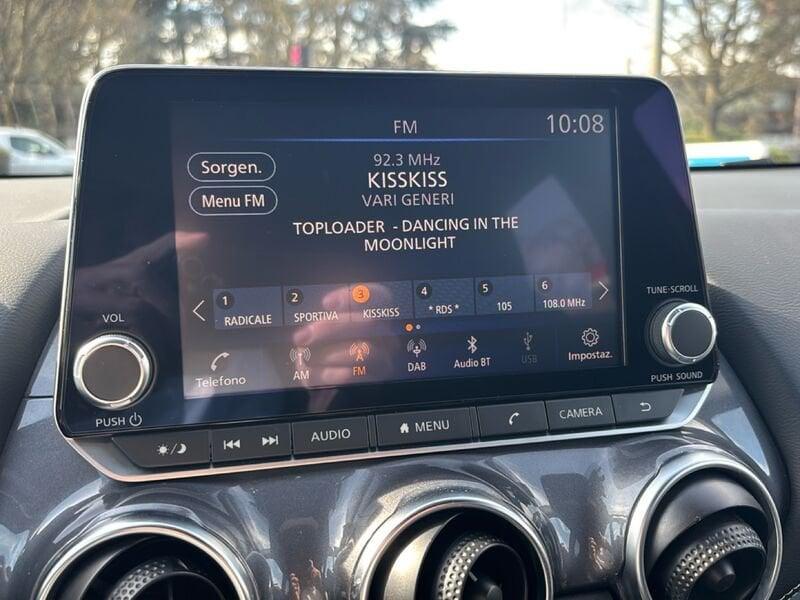 FM
10:08
Sorgen.
92.3 MHz
KISSKISS
Menu FM
VARI GENERI
TOPLOADER - DANCING IN THE
MOONLIGHT
1 RADICALE
2 SPORTIVA
3 KISSKISS
4 * RDS *
5 105
6 108.0 MHz
Telefono
AM
FM
DAB
Audio BT
USB
Impostaz.
VOL
PUSH
TUNE·SCROLL
PUSH SOUND
AUDIO
MENU
CAMERA